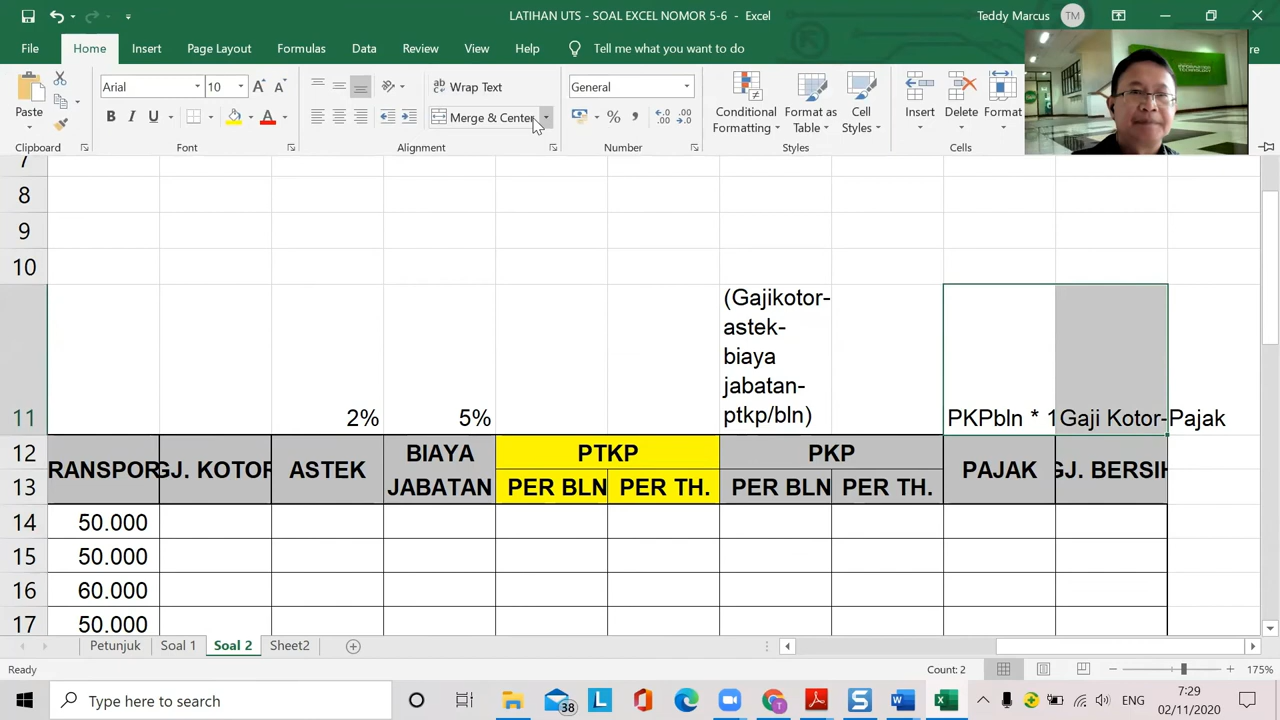 LATIHAN UTS - SOAL EXCEL NOMOR 5-6 - Excel
Teddy Marcus TM
File Home Insert Page Layout Formulas Data Review View Help Tell me what you want to do
Paste
Clipboard
Arial 10
B I U
Font
Wrap Text
Merge & Center
Alignment
General
% ,
Number
Conditional Formatting
Format as Table
Cell Styles
Styles
Insert
Delete
Format
Cells
INFORMATION
TECHNOLOGY
7
8
9
10
(Gajikotor-
astek-
biaya
jabatan-
ptkp/bln)
11 2% 5% PKPbln * 1 Gaji Kotor-Pajak
12 BIAYA PTKP PKP
RANSPOR GJ. KOTOR ASTEK PAJAK GJ. BERSIH
13 JABATAN PER BLN PER TH. PER BLN PER TH.
14 50.000
15 50.000
16 60.000
17 50.000
Petunjuk Soal 1 Soal 2 Sheet2
Ready Count: 2 175%
Type here to search 38 ENG 7:29
02/11/2020